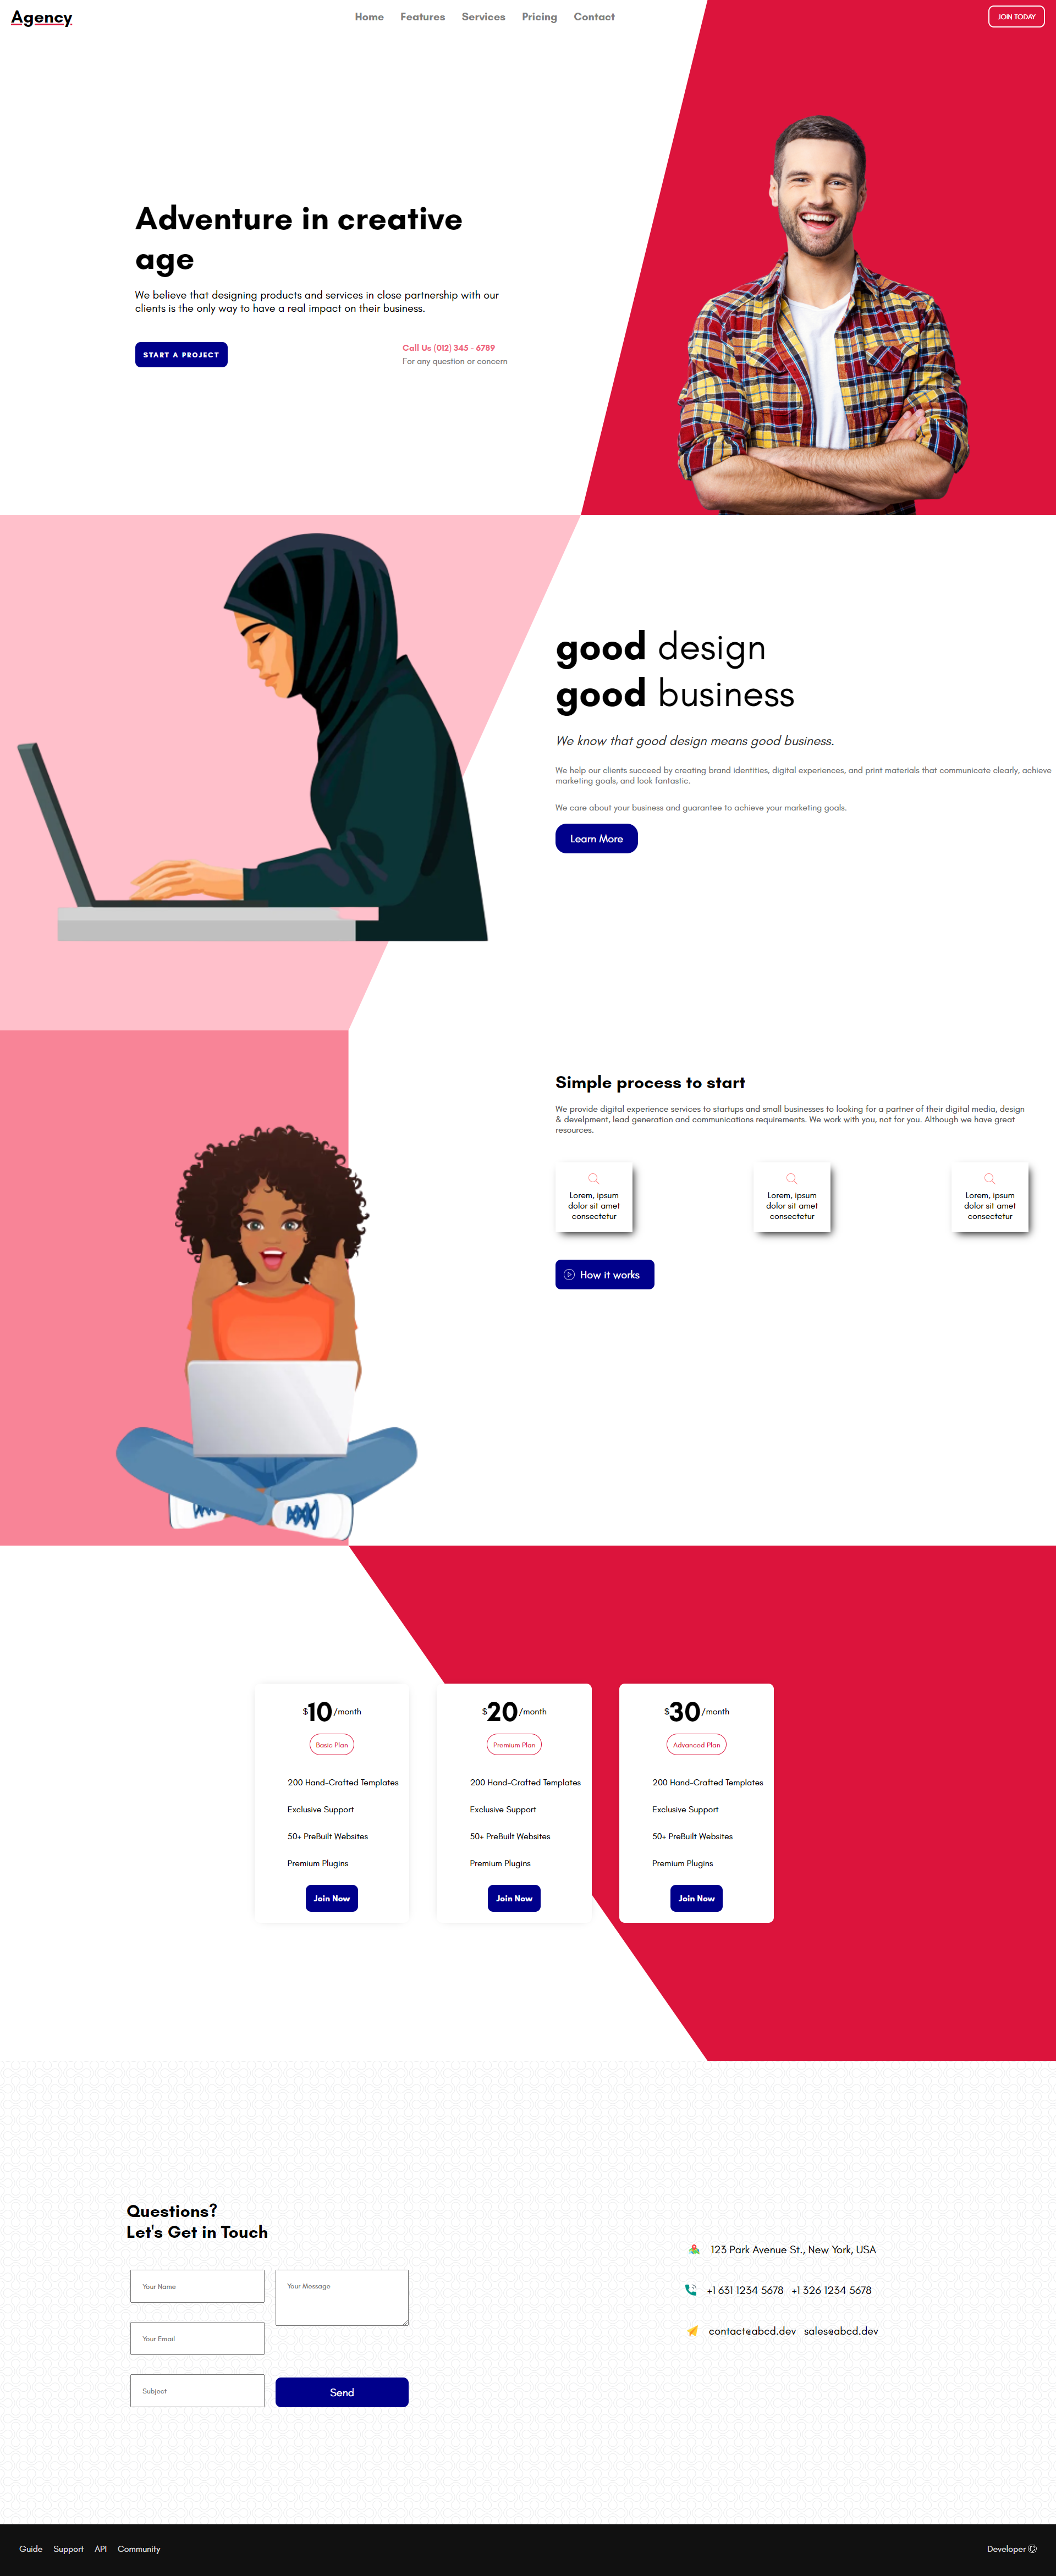 Agency
Home Features Services Pricing Contact
JOIN TODAY
Adventure in creative
age
We believe that designing products and services in close partnership with our
clients is the only way to have a real impact on their business.
START A PROJECT
Call Us (012) 345 - 6789
For any question or concern
good design
good business
We know that good design means good business.
We help our clients succeed by creating brand identities, digital experiences, and print materials that communicate clearly, achieve
marketing goals, and look fantastic.
We care about your business and guarantee to achieve your marketing goals.
Learn More
Simple process to start
We provide digital experience services to startups and small businesses to looking for a partner of their digital media, design
& develpment, lead generation and communications requirements. We work with you, not for you. Although we have great
resources.
Lorem, ipsum
dolor sit amet
consectetur
Lorem, ipsum
dolor sit amet
consectetur
Lorem, ipsum
dolor sit amet
consectetur
How it works
$10/month
Basic Plan
200 Hand-Crafted Templates
Exclusive Support
50+ PreBuilt Websites
Premium Plugins
Join Now
$20/month
Premium Plan
200 Hand-Crafted Templates
Exclusive Support
50+ PreBuilt Websites
Premium Plugins
Join Now
$30/month
Advanced Plan
200 Hand-Crafted Templates
Exclusive Support
50+ PreBuilt Websites
Premium Plugins
Join Now
Questions?
Let's Get in Touch
Your Name
Your Email
Subject
Your Message
Send
123 Park Avenue St., New York, USA
+1 631 1234 5678 +1 326 1234 5678
contact@abcd.dev sales@abcd.dev
Guide Support API Community
Developer ©